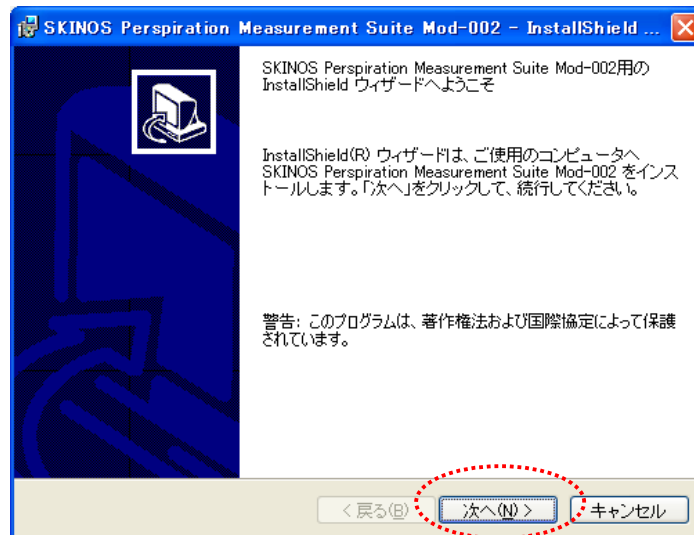 SKINOS Perspiration Measurement Suite Mod-002 - InstallShield ...
SKINOS Perspiration Measurement Suite Mod-002用の
InstallShield ウィザードへようこそ
InstallShield(R) ウィザードは、ご使用のコンピュータへ
SKINOS Perspiration Measurement Suite Mod-002 をインス
トールします。「次へ」をクリックして、続行してください。
警告: このプログラムは、著作権法および国際協定によって保護
されています。
< 戻る(B) 次へ(N) > キャンセル